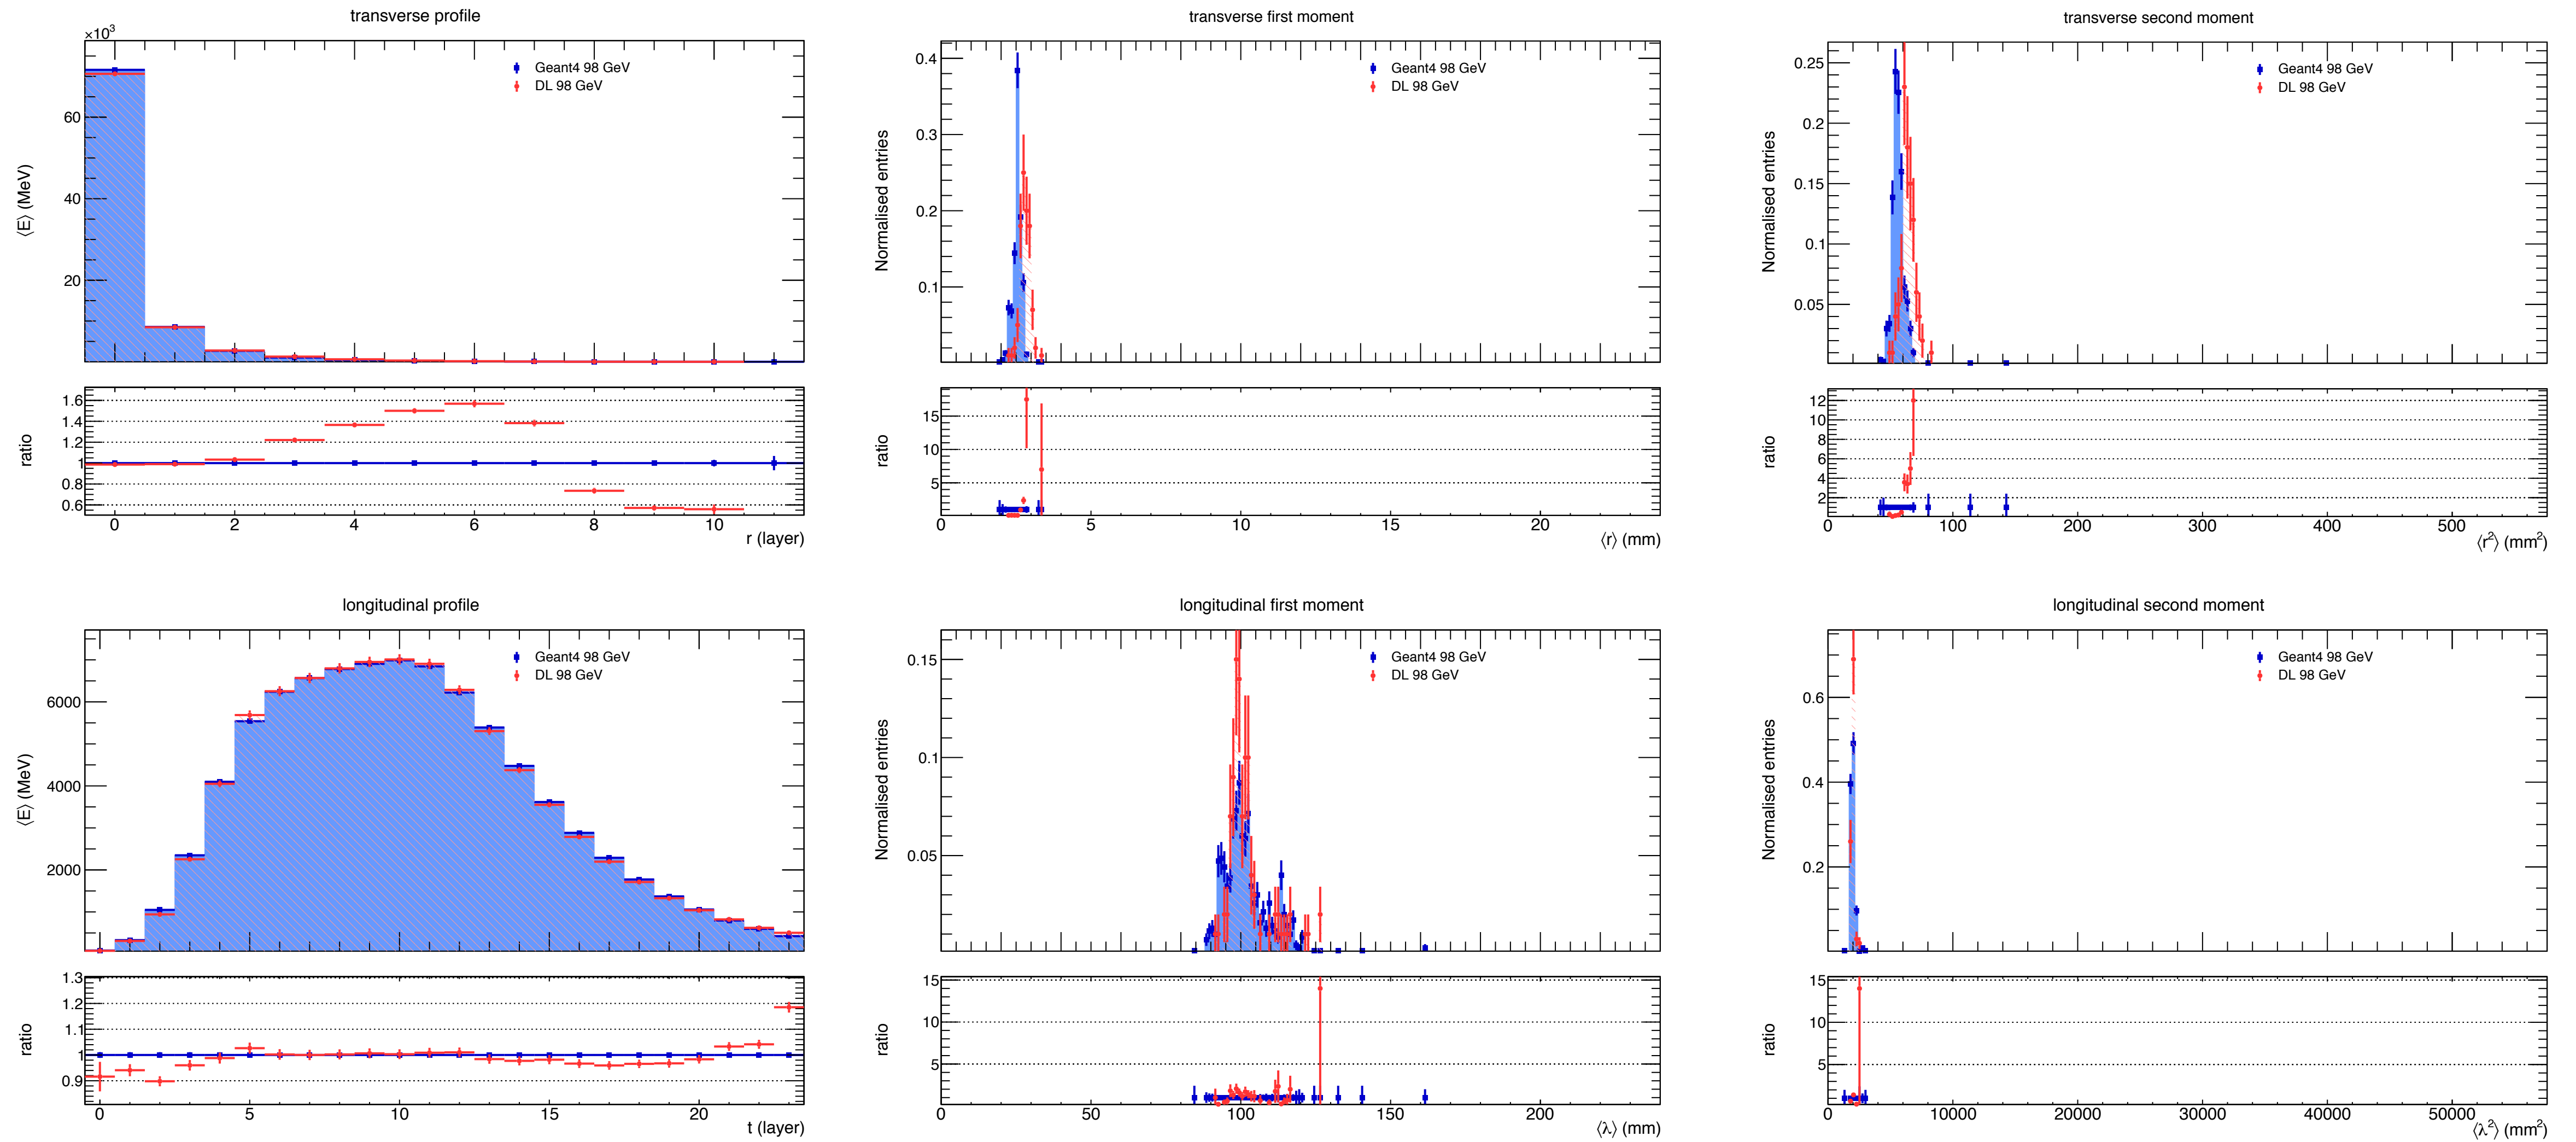 transverse profile
×10³
60
40
20
⟨E⟩ (MeV)
Geant4 98 GeV
DL 98 GeV
1.6
1.4
1.2
1
0.8
0.6
ratio
0 2 4 6 8 10
r (layer)
transverse first moment
0.4
0.3
0.2
0.1
Normalised entries
Geant4 98 GeV
DL 98 GeV
15
10
5
ratio
0 5 10 15 20
⟨r⟩ (mm)
transverse second moment
0.25
0.2
0.15
0.1
0.05
Normalised entries
Geant4 98 GeV
DL 98 GeV
12
10
8
6
4
2
ratio
0 100 200 300 400 500
⟨r²⟩ (mm²)
longitudinal profile
6000
4000
2000
⟨E⟩ (MeV)
Geant4 98 GeV
DL 98 GeV
1.3
1.2
1.1
1
0.9
ratio
0 5 10 15 20
t (layer)
longitudinal first moment
0.15
0.1
0.05
Normalised entries
Geant4 98 GeV
DL 98 GeV
15
10
5
ratio
0 50 100 150 200
⟨λ⟩ (mm)
longitudinal second moment
0.6
0.4
0.2
Normalised entries
Geant4 98 GeV
DL 98 GeV
15
10
5
ratio
0 10000 20000 30000 40000 50000
⟨λ²⟩ (mm²)